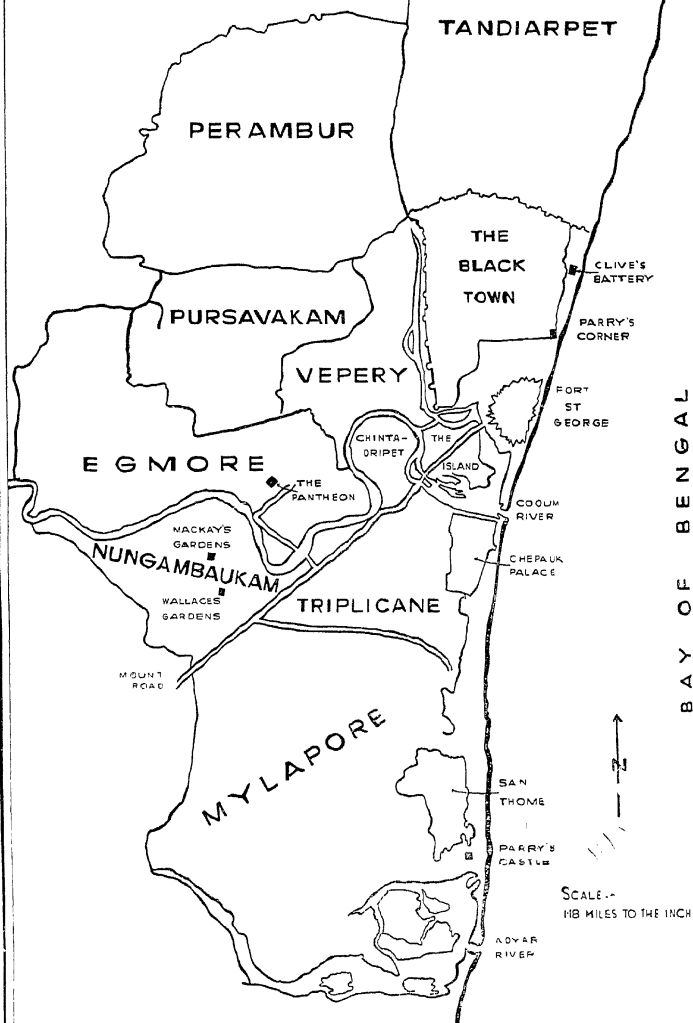 TANDIARPET
PERAMBUR
THE
BLACK
TOWN
CLIVE'S
BATTERY
PURSAVAKAM
PARRY'S
CORNER
VEPERY
FORT
ST
GEORGE
CHINTA-
DRIPET
THE
ISLAND
EGMORE
THE
PANTHEON
COOUM
RIVER
MACKAY'S
GARDENS
NUNGAMBAUKAM
CHEPAUK
PALACE
WALLACES
GARDENS
TRIPLICANE
MOUNT
ROAD
BAY OF BENGAL
MYLAPORE
N
SAN
THOME
PARRY'S
CASTLE
SCALE.-
1·18 MILES TO THE INCH
ADYAR
RIVER